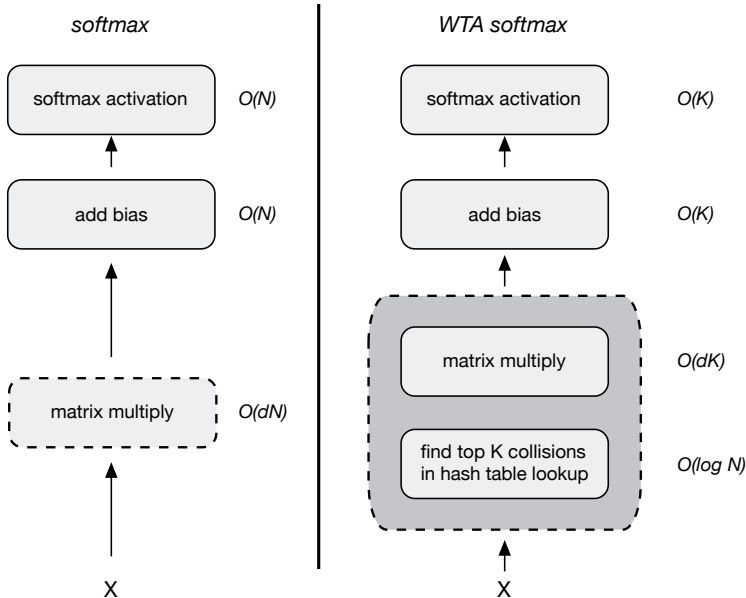 softmax
softmax activation
O(N)
add bias
O(N)
matrix multiply
O(dN)
X
WTA softmax
softmax activation
O(K)
add bias
O(K)
matrix multiply
O(dK)
find top K collisions
in hash table lookup
O(log N)
X